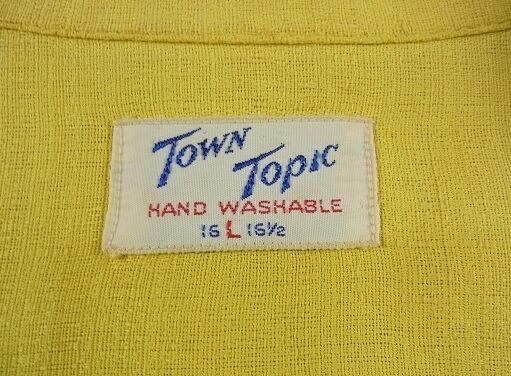 Town
Topic
HAND WASHABLE
16 L 16½